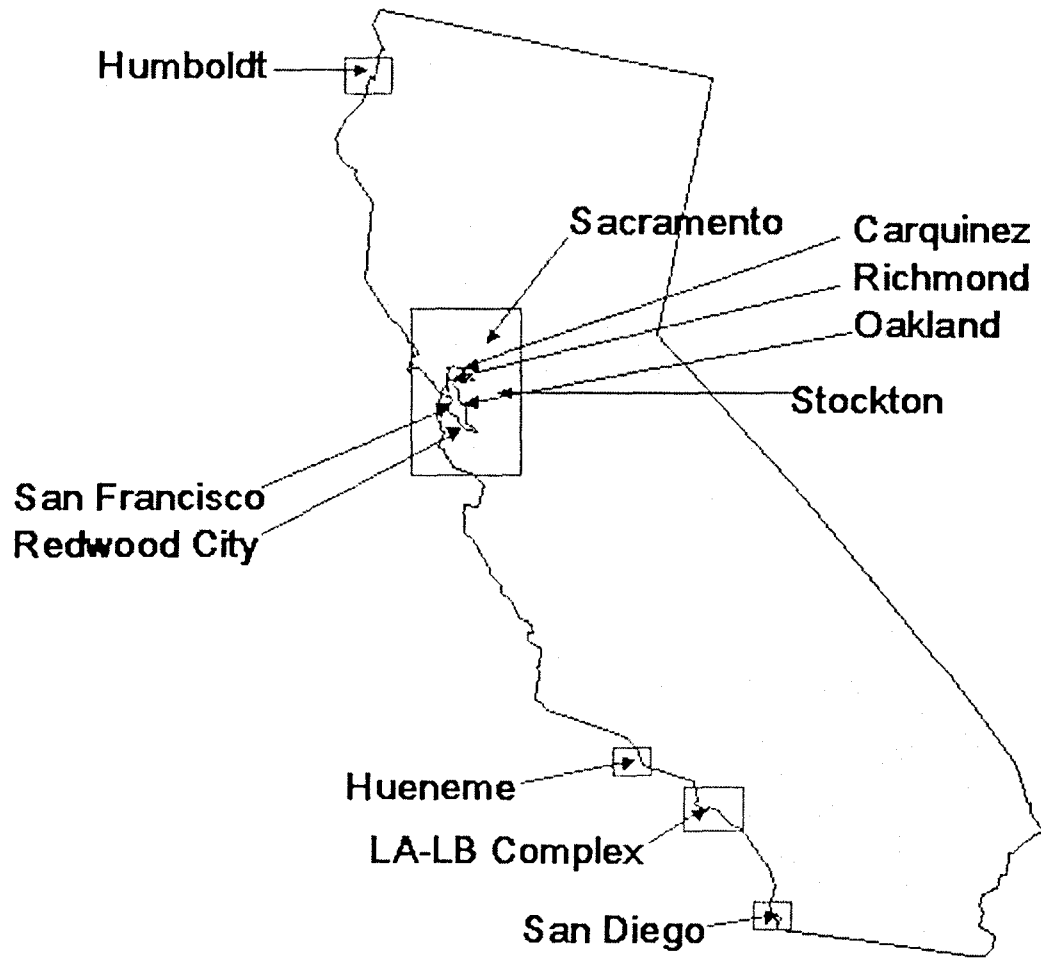 Humboldt
Sacramento
Carquinez
Richmond
Oakland
Stockton
San Francisco
Redwood City
Hueneme
LA-LB Complex
San Diego